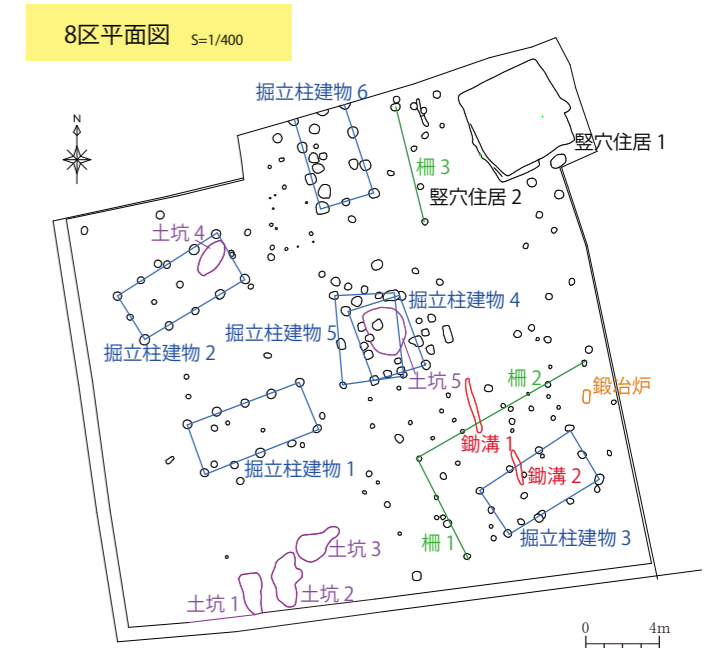 8区平面図 S=1/400
N
掘立柱建物 6
竪穴住居 1
柵 3
竪穴住居 2
土坑 4
掘立柱建物 4
掘立柱建物 5
掘立柱建物 2
土坑 5
柵 2
鍛冶炉
鋤溝 1
掘立柱建物 1
鋤溝 2
掘立柱建物 3
柵 1
土坑 3
土坑 2
土坑 1
0 4m